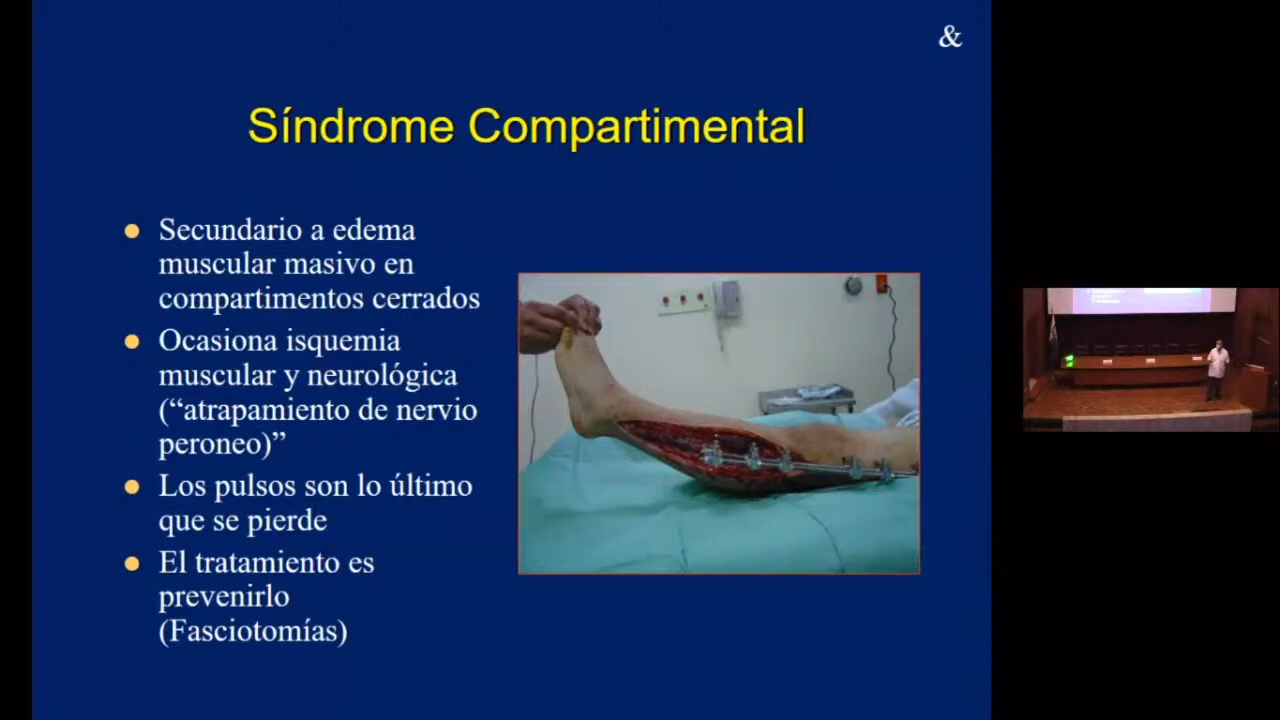 &
Síndrome Compartimental
Secundario a edema
muscular masivo en
compartimentos cerrados
Ocasiona isquemia
muscular y neurológica
(“atrapamiento de nervio
peroneo)”
Los pulsos son lo último
que se pierde
El tratamiento es
prevenirlo
(Fasciotomías)